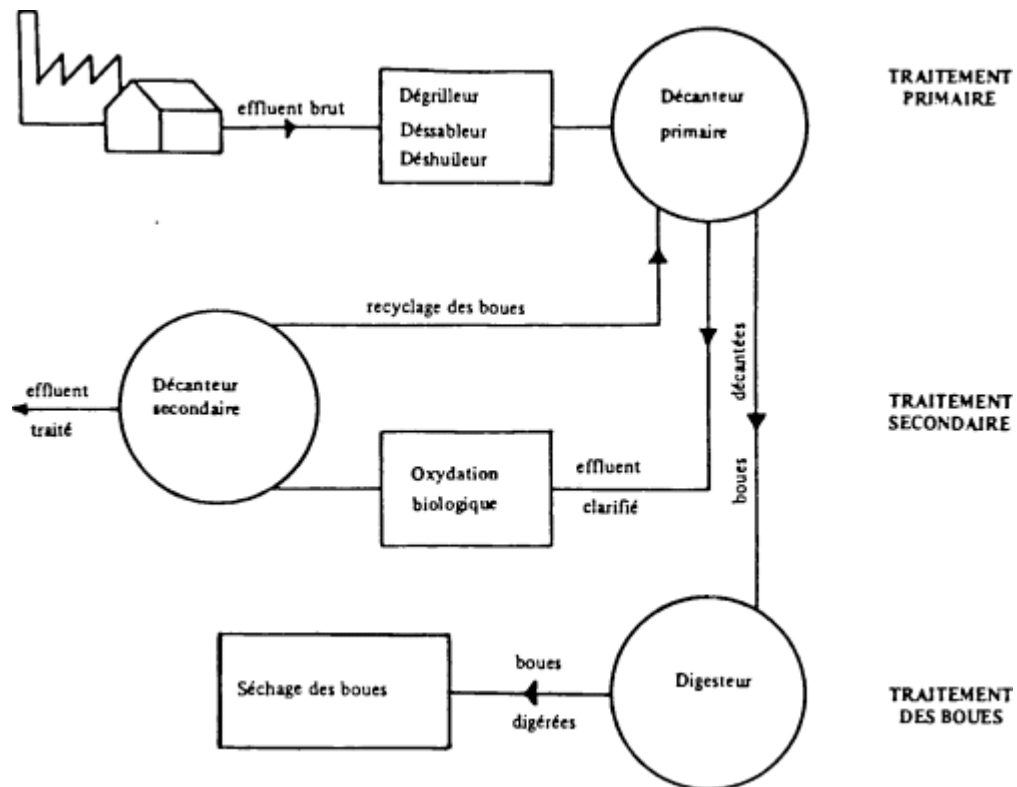 effluent brut
Dégrilleur
Déssableur
Déshuileur
Décanteur
primaire
TRAITEMENT
PRIMAIRE
recyclage des boues
décantées
boues
Décanteur
secondaire
effluent
traité
Oxydation
biologique
effluent
clarifié
TRAITEMENT
SECONDAIRE
Séchage des boues
boues
digérées
Digesteur
TRAITEMENT
DES BOUES